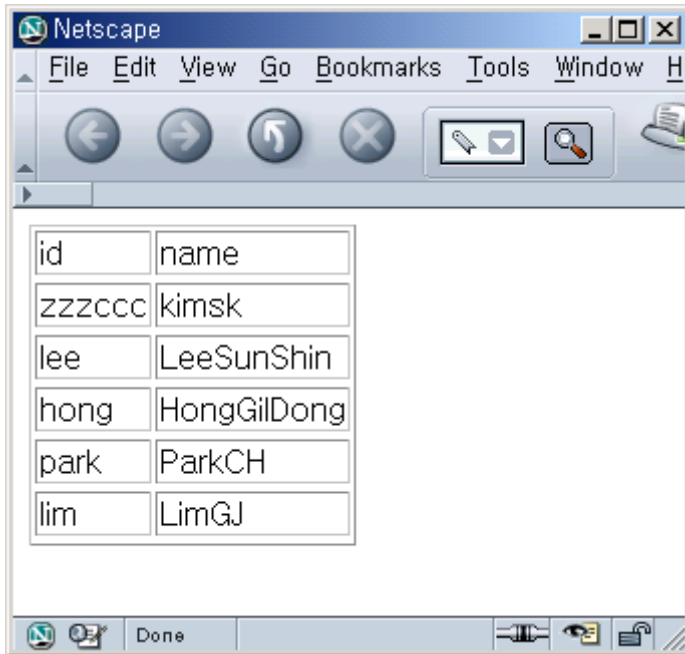 Netscape
File Edit View Go Bookmarks Tools Window H
id name
zzzccc kimsk
lee LeeSunShin
hong HongGilDong
park ParkCH
lim LimGJ
Done